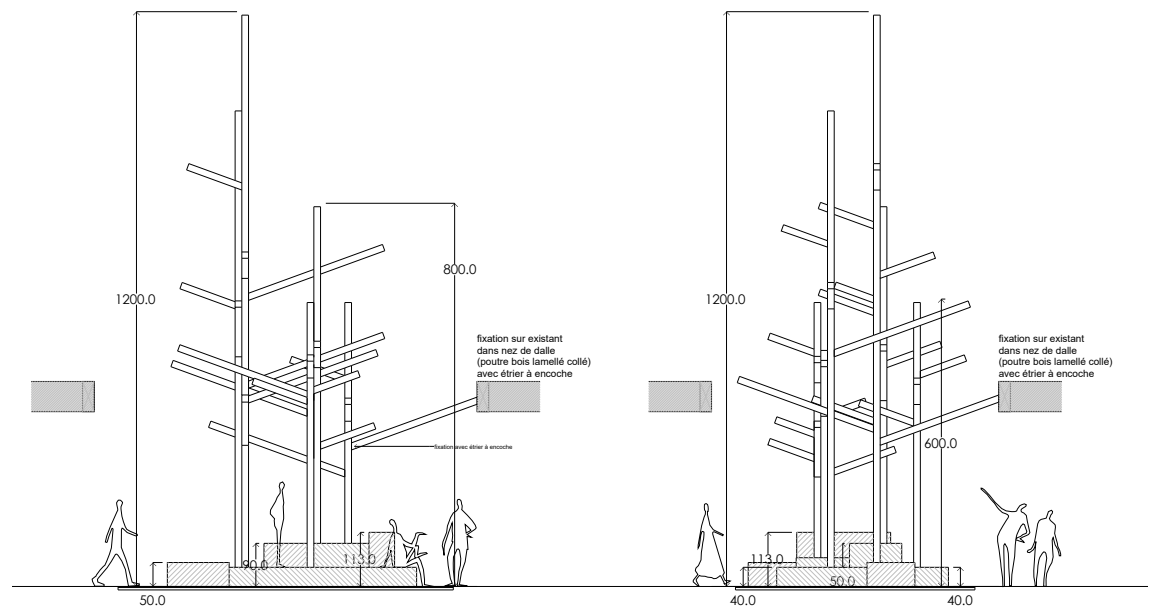 1200.0
800.0
fixation sur existant
dans nez de dalle
(poutre bois lamellé collé)
avec étrier à encoche
fixation avec étrier à encoche
90.0
113.0
50.0
1200.0
fixation sur existant
dans nez de dalle
(poutre bois lamellé collé)
avec étrier à encoche
600.0
113.0
50.0
40.0
40.0